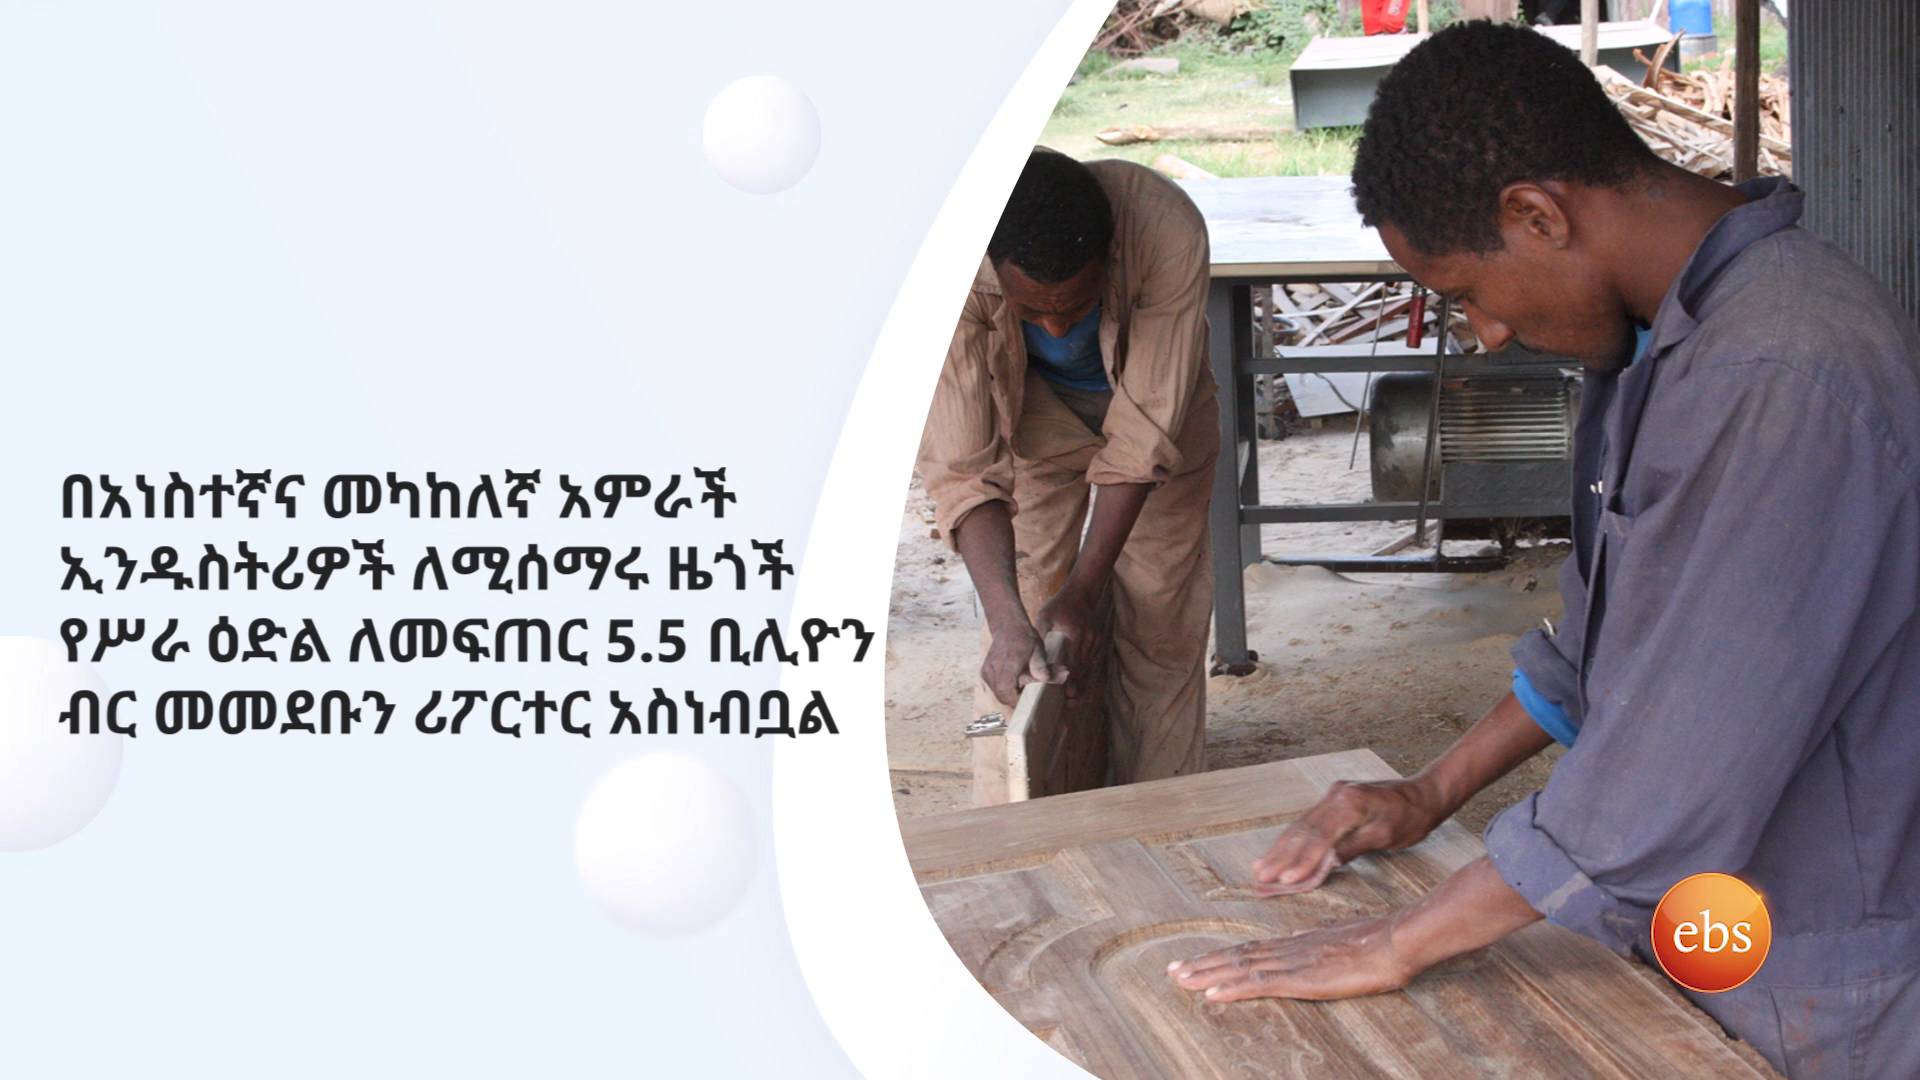 በአነስተኛና መካከለኛ አምራች
ኢንዱስትሪዎች ለሚሰማሩ ዜጎች
የሥራ ዕድል ለመፍጠር 5.5 ቢሊዮን
ብር መመደቡን ሪፖርተር አስነብቧል
ebs